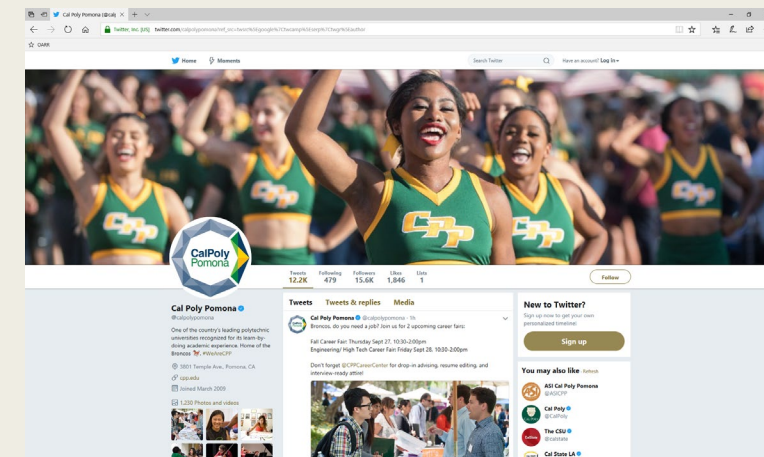 Cal Poly Pomona (@calp
Twitter, Inc. [US] twitter.com/calpolypomona?ref_src=
OARR
Home Moments Search Twitter Have an account? Log in
CPP
CPP
CPP
CalPoly
Pomona
Tweets Following Followers Likes Lists
12.2K 479 15.6K 1,846 1
Follow
Cal Poly Pomona
@calpolypomona
One of the country's leading polytechnic
universities recognized for its learn-by-
doing academic experience. Home of the
Broncos #WeAreCPP
3801 Temple Ave., Pomona, CA
cpp.edu
Joined March 2009
1,230 Photos and videos
Tweets Tweets & replies Media
Cal Poly Pomona @calpolypomona · 5h
Broncos, do you need a job? Join us for 2 upcoming career fairs:
Fall Career Fair: Thursday Sept 27, 10:30-2:00pm
Engineering/ High Tech Career Fair: Friday Sept 28, 10:30-2:00pm
Don't forget @CPPCareerCenter for drop-in advising, resume editing, and
interview-ready attire!
New to Twitter?
Sign up now to get your own
personalized timeline!
Sign up
You may also like · Refresh
ASI Cal Poly Pomona
@ASICPP
Cal Poly
@CalPoly
The CSU
@calstate
Cal State LA